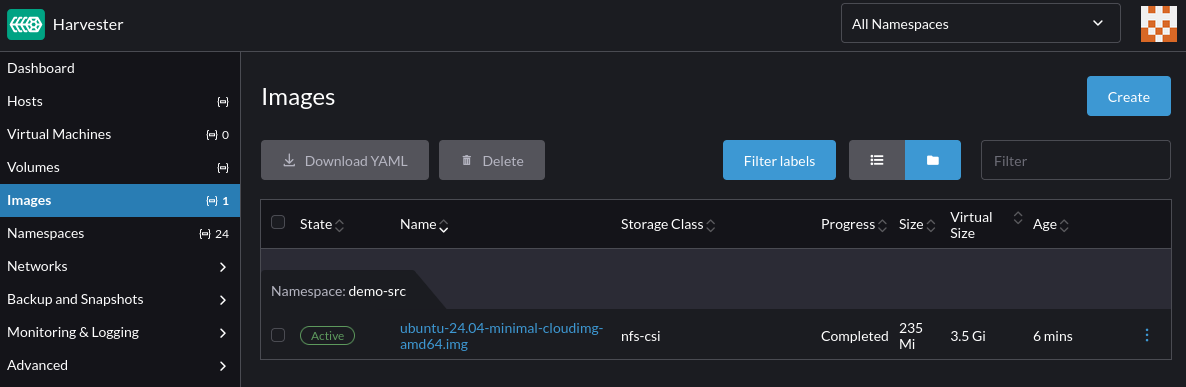 Harvester
All Namespaces
Dashboard
Hosts
Virtual Machines 0
Volumes
Images 1
Namespaces 24
Networks
Backup and Snapshots
Monitoring & Logging
Advanced
Images
Create
Download YAML
Delete
Filter labels
Filter
State Name Storage Class Progress Size Virtual Size Age
Namespace: demo-src
Active
ubuntu-24.04-minimal-cloudimg-
amd64.img
nfs-csi
Completed
235
Mi
3.5 Gi
6 mins